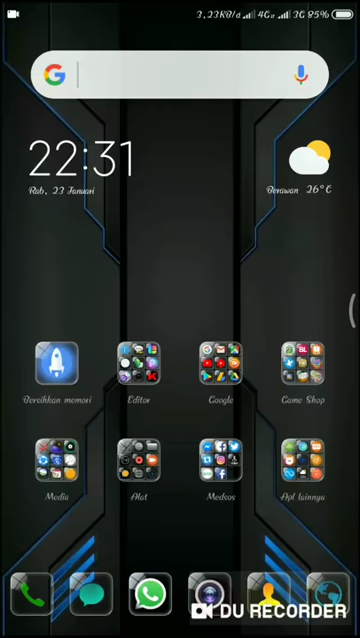 3.23KB/d 4G 3G 85%
22:31
Rab, 23 Januari
Berawan 26°C
Bersihkan memori
Editor
Google
Game Shop
Media
Alat
Medsos
Apl lainnya
DU RECORDER